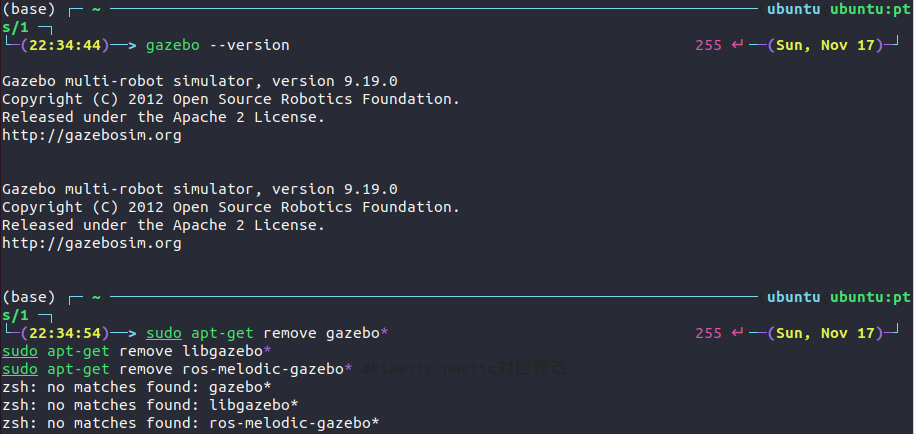 (base) ┌─ ~ ─ ubuntu ubuntu:pt
s/1 ─┐
└─(22:34:44)──> gazebo --version 255 ↵ ──(Sun, Nov 17)─┘
Gazebo multi-robot simulator, version 9.19.0
Copyright (C) 2012 Open Source Robotics Foundation.
Released under the Apache 2 License.
http://gazebosim.org
Gazebo multi-robot simulator, version 9.19.0
Copyright (C) 2012 Open Source Robotics Foundation.
Released under the Apache 2 License.
http://gazebosim.org
(base) ┌─ ~ ─ ubuntu ubuntu:pt
s/1 ─┐
└─(22:34:54)──> sudo apt-get remove gazebo* 255 ↵ ──(Sun, Nov 17)─┘
sudo apt-get remove libgazebo*
sudo apt-get remove ros-melodic-gazebo* #kinetic noetic对应修改
zsh: no matches found: gazebo*
zsh: no matches found: libgazebo*
zsh: no matches found: ros-melodic-gazebo*